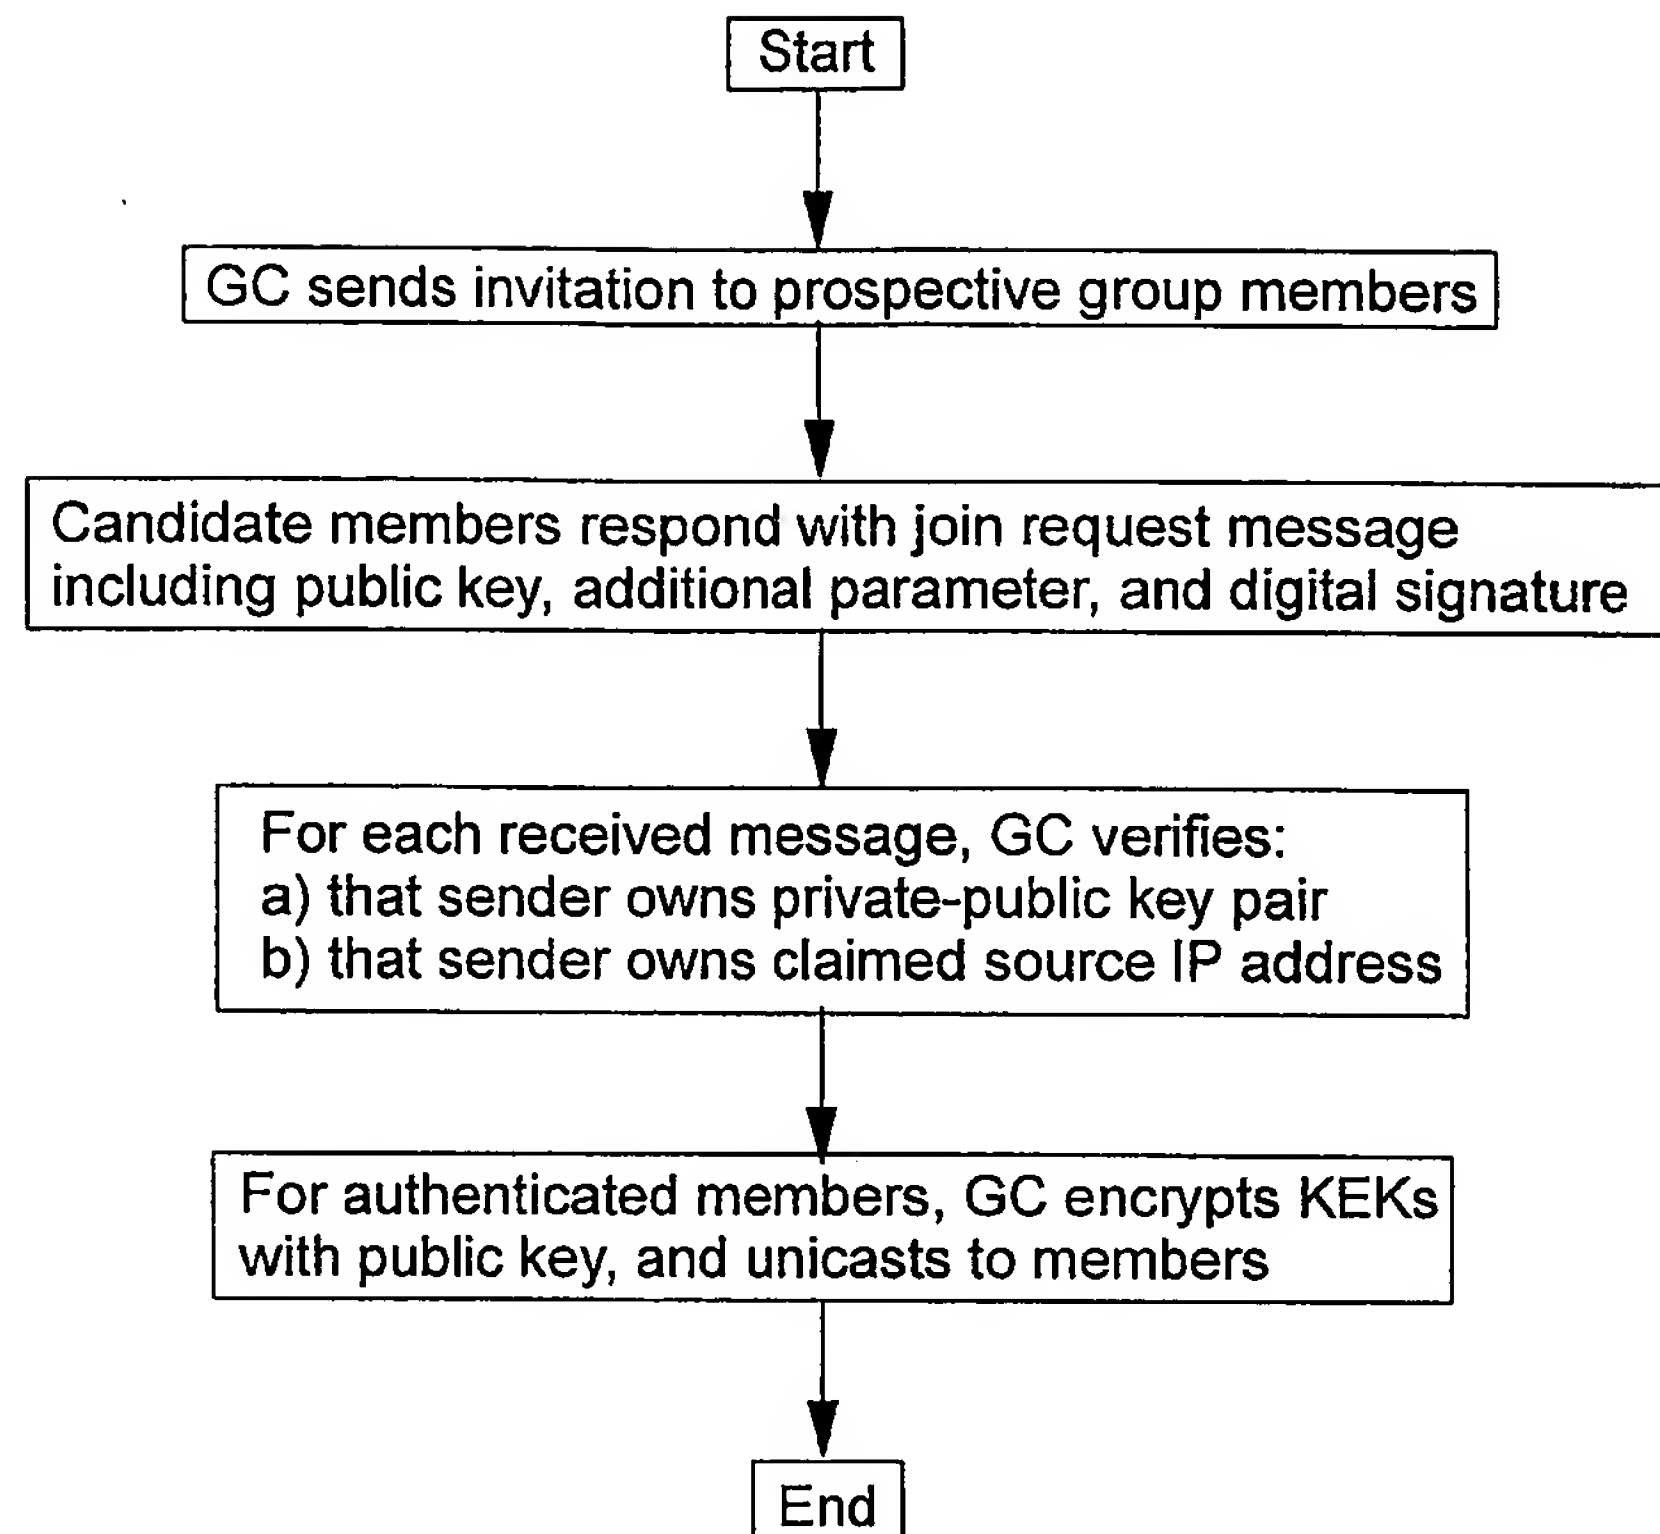 Start
GC sends invitation to prospective group members
Candidate members respond with join request message
including public key, additional parameter, and digital signature
For each received message, GC verifies:
a) that sender owns private-public key pair
b) that sender owns claimed source IP address
For authenticated members, GC encrypts KEKs
with public key, and unicasts to members
End